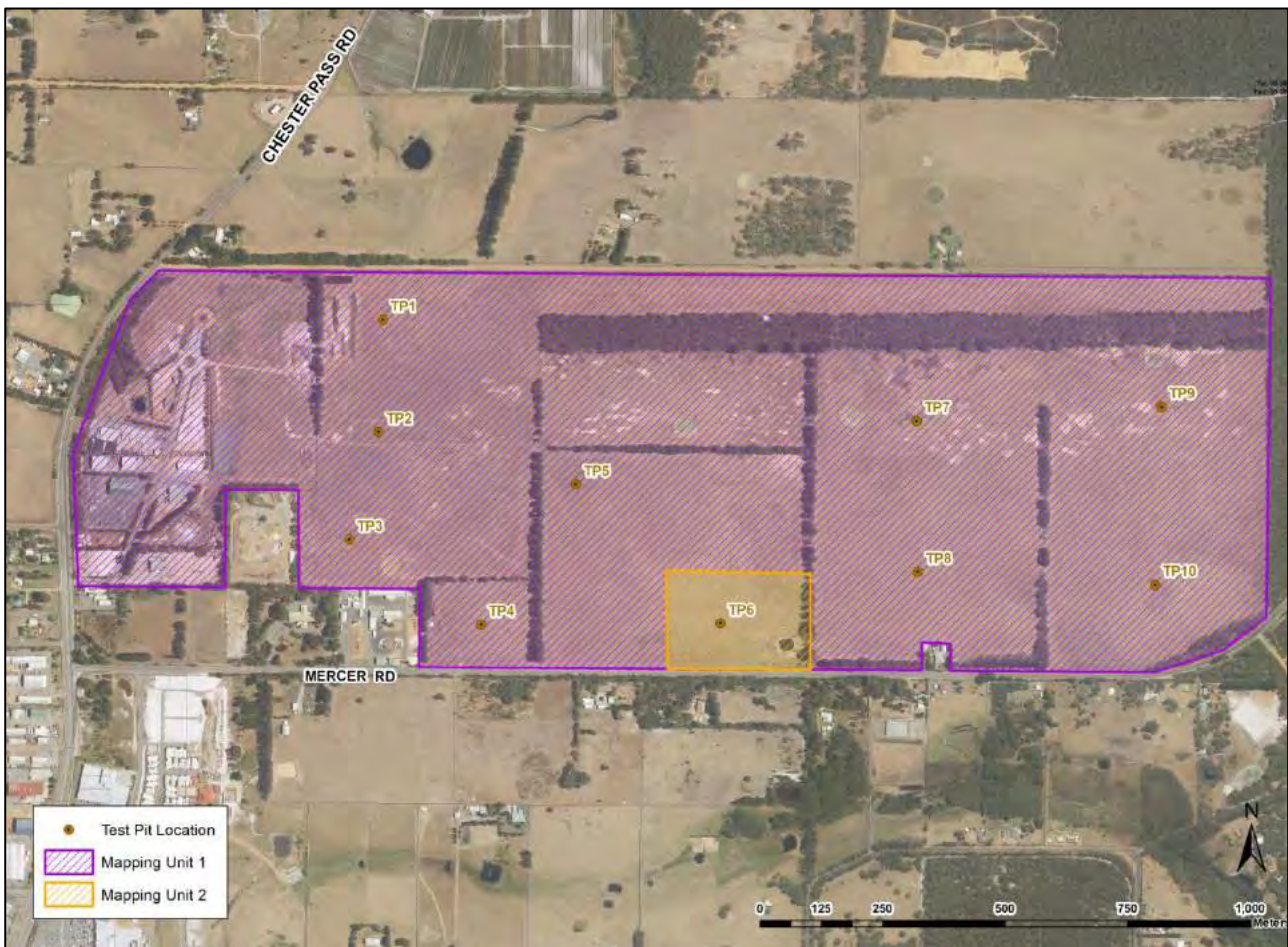 CHESTER PASS RD
TP1
TP9
TP7
TP2
TP5
TP3
TP8
TP10
TP4
TP6
MERCER RD
Test Pit Location
Mapping Unit 1
Mapping Unit 2
N
0 125 250 500 750 1,000